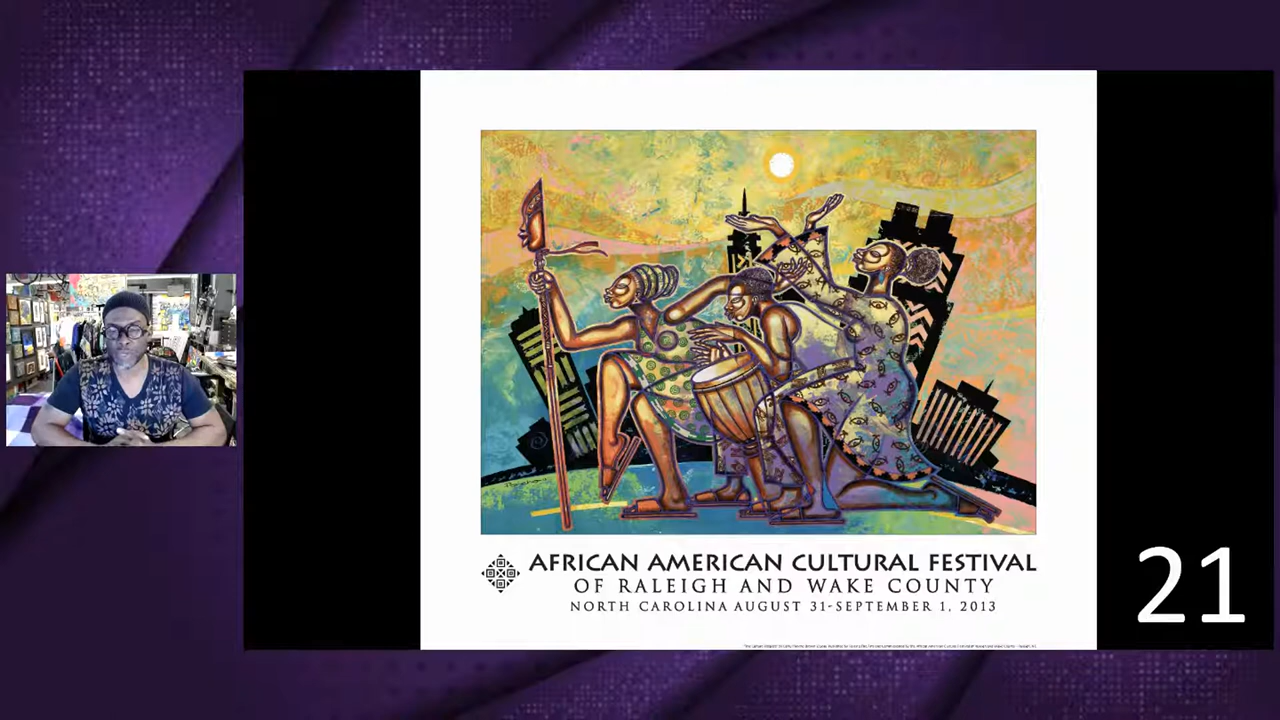 AFRICAN AMERICAN CULTURAL FESTIVAL
OF RALEIGH AND WAKE COUNTY
NORTH CAROLINA AUGUST 31-SEPTEMBER 1, 2013
21